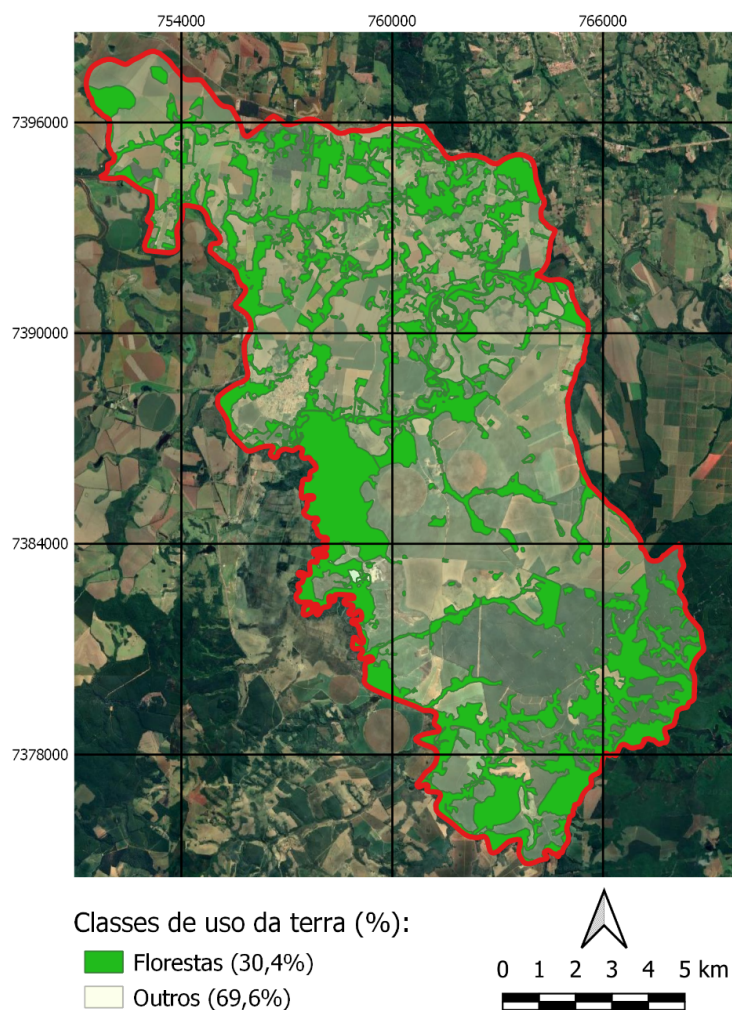 754000 760000 766000
7396000
7390000
7384000
7378000
Classes de uso da terra (%):
Florestas (30,4%)
Outros (69,6%)
0 1 2 3 4 5 km